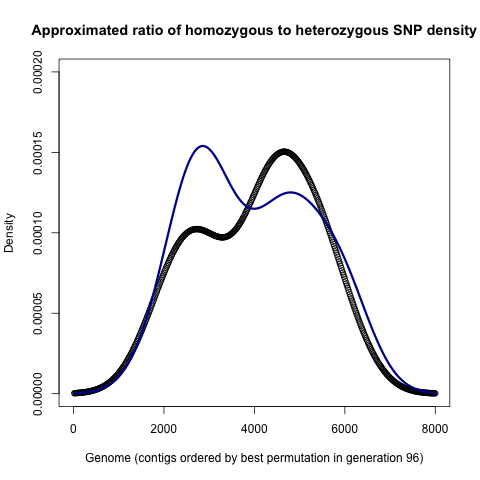 Approximated ratio of homozygous to heterozygous SNP density
0.00020
0.00015
0.00010
0.00005
0.00000
Density
0 2000 4000 6000 8000
Genome (contigs ordered by best permutation in generation 96)